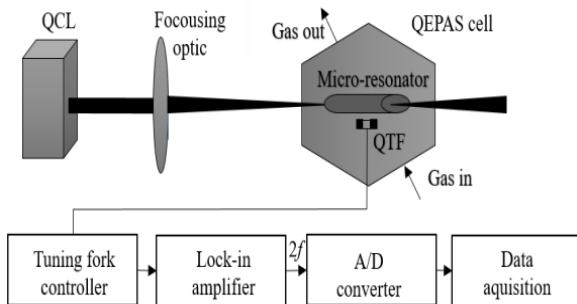 QCL
Focousing
optic
Gas out
QEPAS cell
Micro-resonator
QTF
Gas in
Tuning fork
controller
Lock-in
amplifier
2f
A/D
converter
Data
aquisition